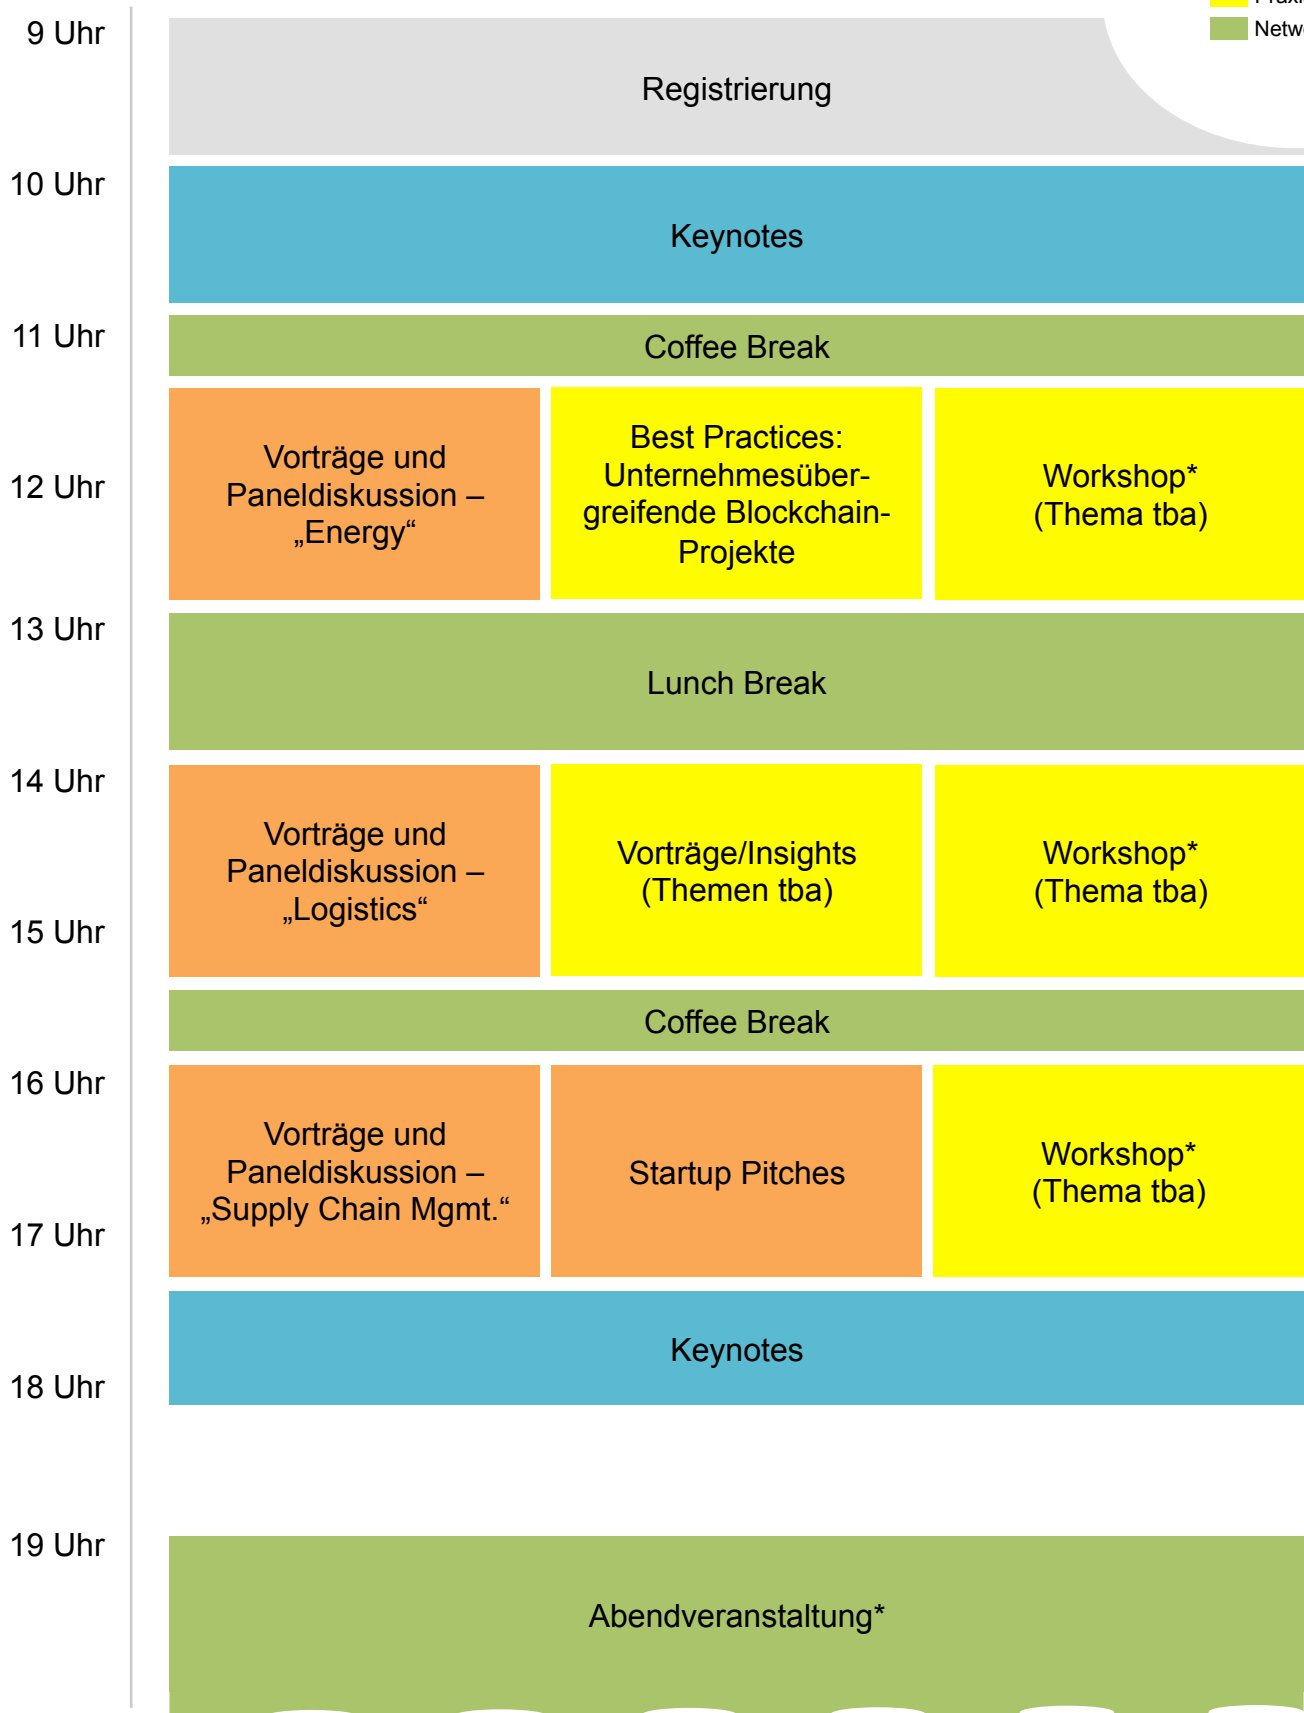 9 Uhr
Registrierung
10 Uhr
Keynotes
11 Uhr
Coffee Break
12 Uhr
Vorträge und
Paneldiskussion –
„Energy“
Best Practices:
Unternehmesüber-
greifende Blockchain-
Projekte
Workshop*
(Thema tba)
13 Uhr
Lunch Break
14 Uhr
Vorträge und
Paneldiskussion –
„Logistics“
Vorträge/Insights
(Themen tba)
Workshop*
(Thema tba)
15 Uhr
Coffee Break
16 Uhr
Vorträge und
Paneldiskussion –
„Supply Chain Mgmt.“
Startup Pitches
Workshop*
(Thema tba)
17 Uhr
Keynotes
18 Uhr
19 Uhr
Abendveranstaltung*